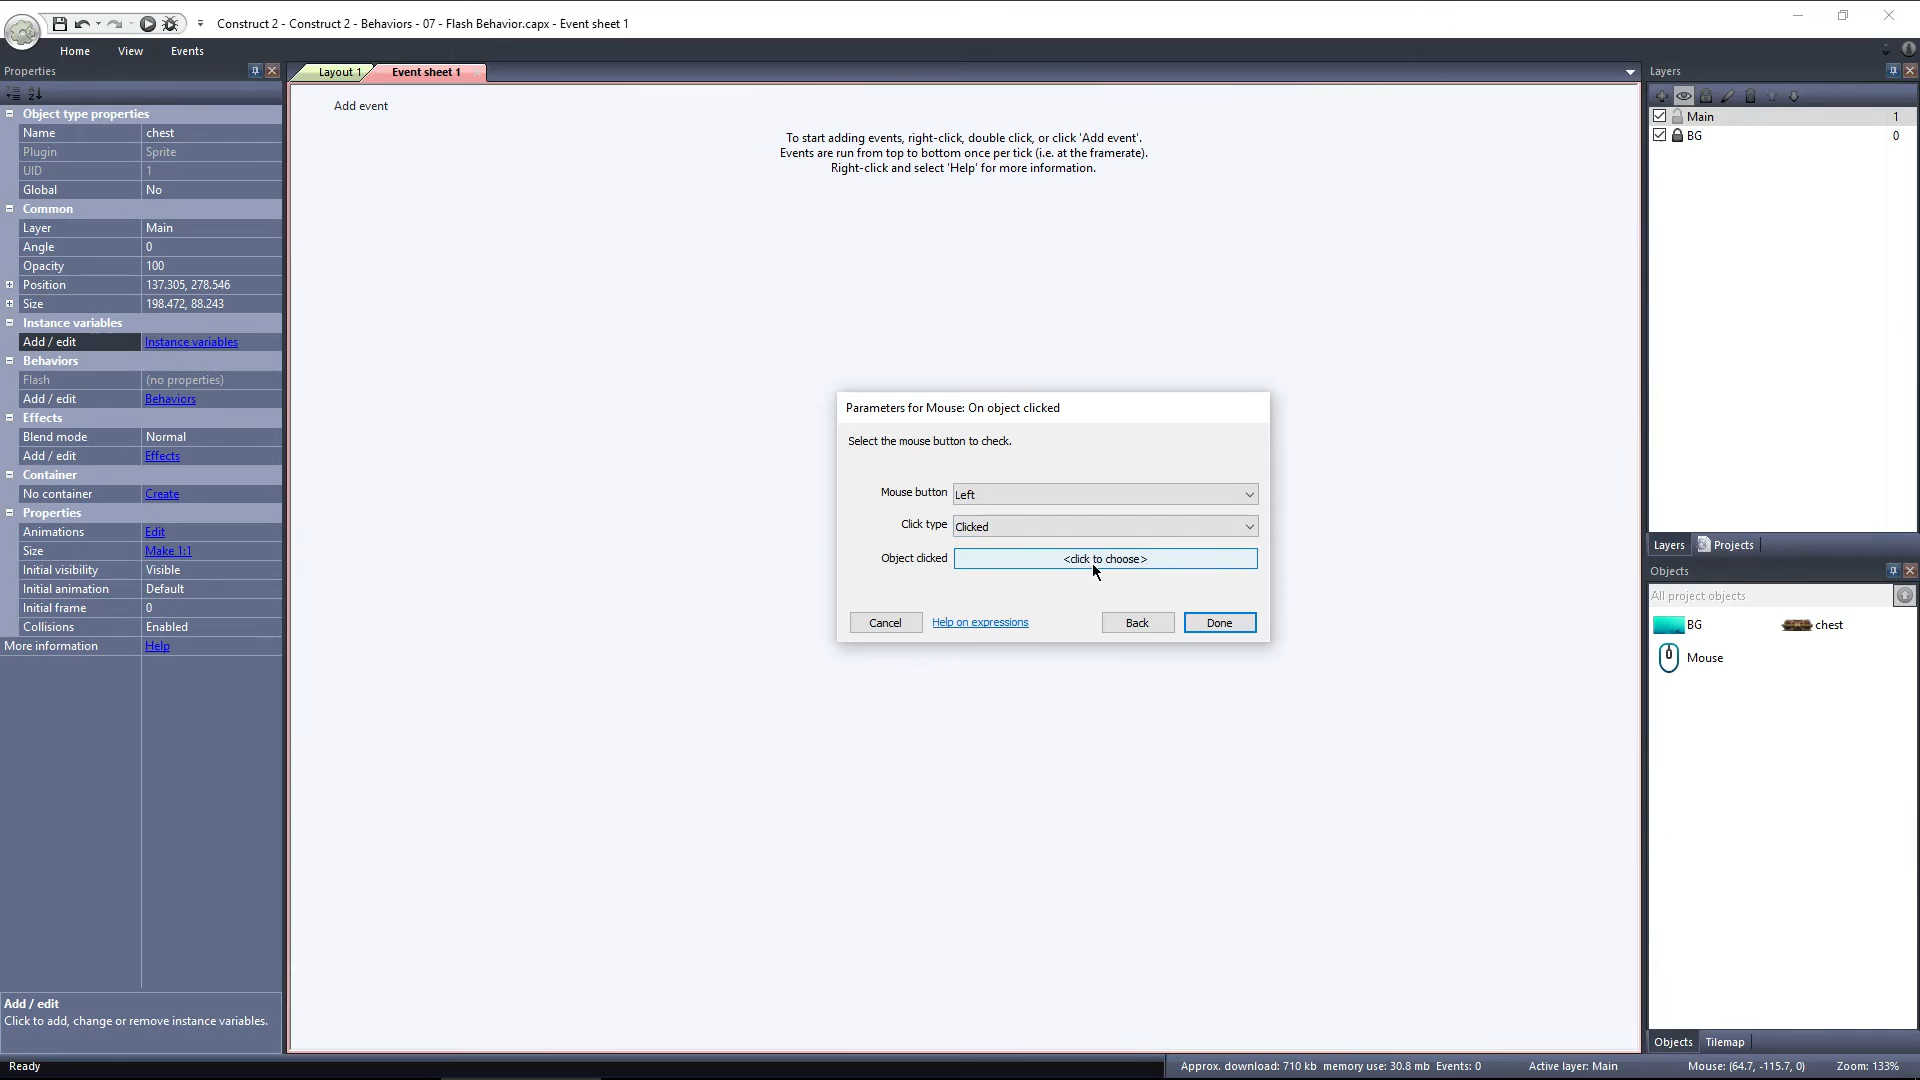 Construct 2 - Construct 2 - Behaviors - 07 - Flash Behavior.capx - Event sheet 1
Home View Events
Properties
Object type properties
Name chest
Plugin Sprite
UID 1
Global No
Common
Layer Main
Angle 0
Opacity 100
Position 137.305, 278.546
Size 198.472, 88.243
Instance variables
Add / edit Instance variables
Behaviors
Flash (no properties)
Add / edit Behaviors
Effects
Blend mode Normal
Add / edit Effects
Container
No container Create
Properties
Animations Edit
Size Make 1:1
Initial visibility Visible
Initial animation Default
Initial frame 0
Collisions Enabled
More information Help
Add / edit
Click to add, change or remove instance variables.
Layout 1 Event sheet 1
Add event
To start adding events, right-click, double click, or click 'Add event'.
Events are run from top to bottom once per tick (i.e. at the framerate).
Right-click and select 'Help' for more information.
Parameters for Mouse: On object clicked
Select the mouse button to check.
Mouse button Left
Click type Clicked
Object clicked <click to choose>
Cancel Help on expressions Back Done
Layers
Main 1
BG 0
Layers Projects
Objects
All project objects
BG chest
Mouse
Objects Tilemap
Ready Approx. download: 710 kb memory use: 30.8 mb Events: 0 Active layer: Main Mouse: (64.7, -115.7, 0) Zoom: 133%